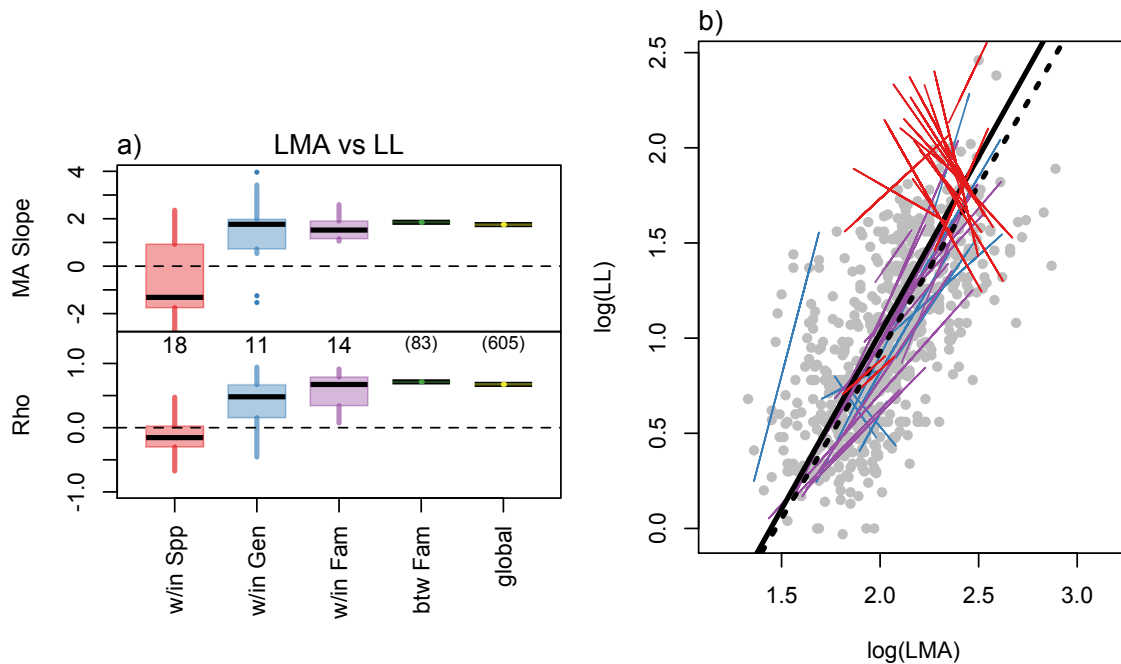 a)
LMA vs LL
MA Slope
4
2
0
-2
18
11
14
(83)
(605)
Rho
1.0
0.0
-1.0
w/in Spp
w/in Gen
w/in Fam
btw Fam
global
b)
log(LL)
2.5
2.0
1.5
1.0
0.5
0.0
1.5
2.0
2.5
3.0
log(LMA)